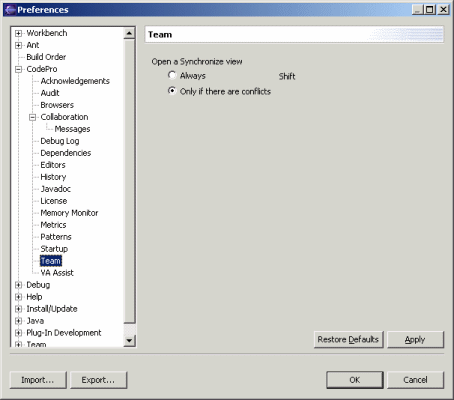 Preferences
Workbench
Ant
Build Order
CodePro
Acknowledgements
Audit
Browsers
Collaboration
Messages
Debug Log
Dependencies
Editors
History
Javadoc
License
Memory Monitor
Metrics
Patterns
Startup
Team
VA Assist
Debug
Help
Install/Update
Java
Plug-In Development
Team
Team
Open a Synchronize view
Always Shift
Only if there are conflicts
Restore Defaults Apply
Import... Export... OK Cancel